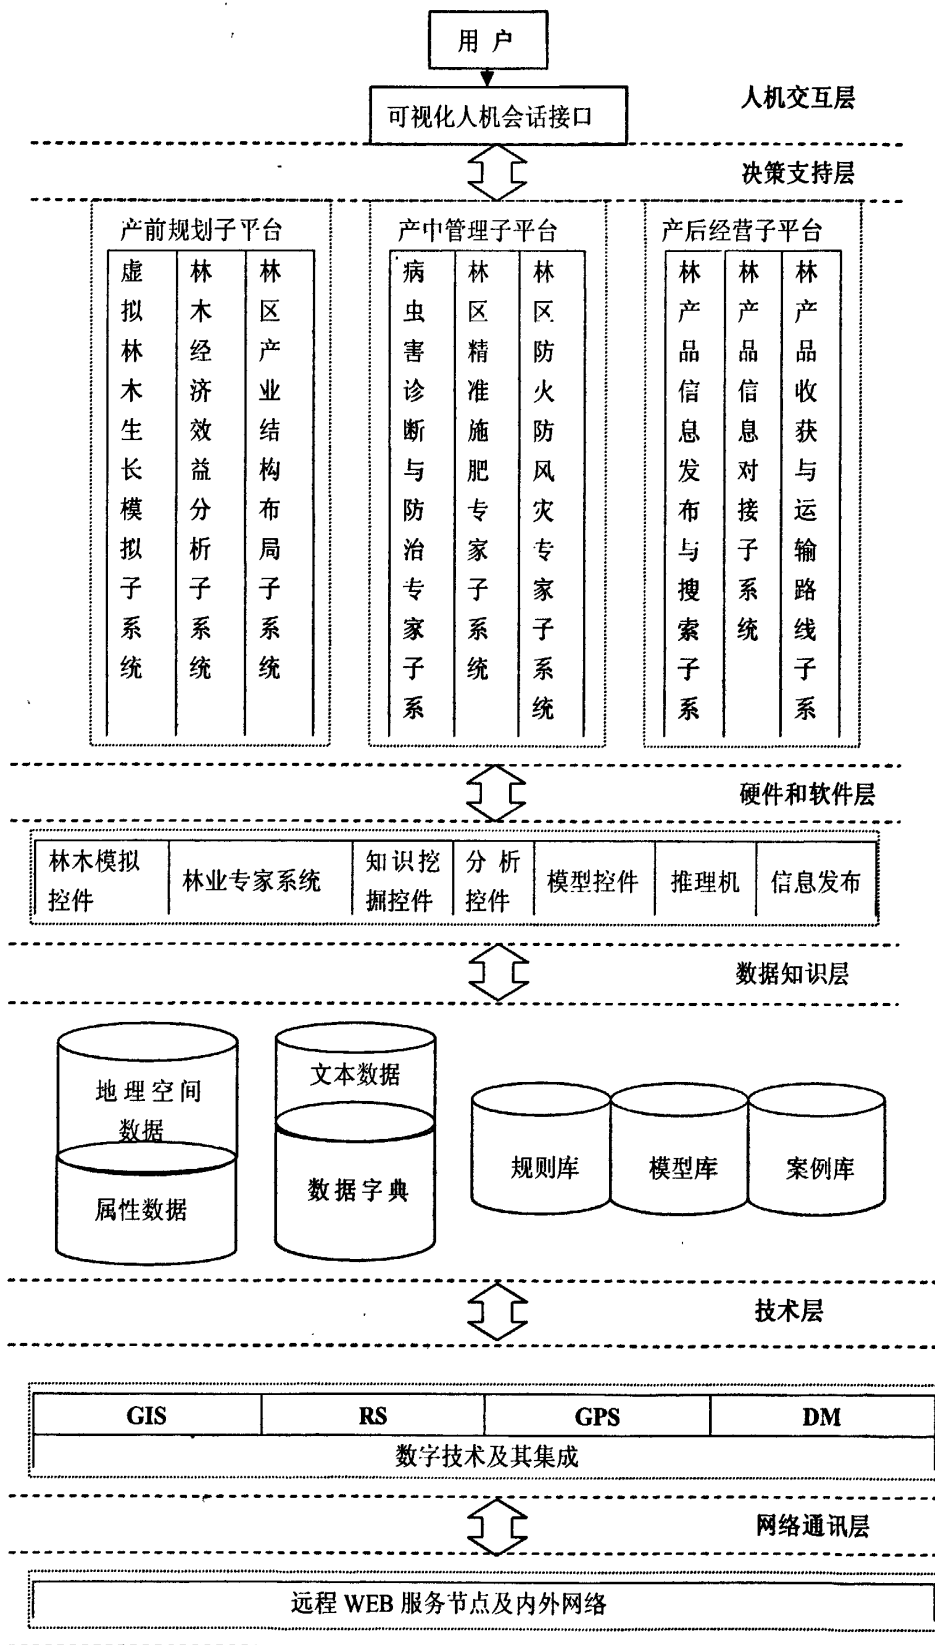 用 户
人机交互层
可视化人机会话接口
决策支持层
产前规划子平台
虚拟林木生长模拟子系统
林木经济效益分析子系统
林区产业结构布局子系统
产中管理子平台
病虫害诊断与防治专家子系
林区精准施肥专家子系统
林区防火防风灾专家子系统
产后经营子平台
林产品信息发布与搜索子系
林产品信息对接子系统
林产品收获与运输路线子系
硬件和软件层
林木模拟
控件
林业专家系统
知识挖
掘控件
分 析
控件
模型控件
推理机
信息发布
数据知识层
地理空间
数据
属性数据
文本数据
数据字典
规则库
模型库
案例库
技术层
GIS
RS
GPS
DM
数字技术及其集成
网络通讯层
远程 WEB 服务节点及内外网络